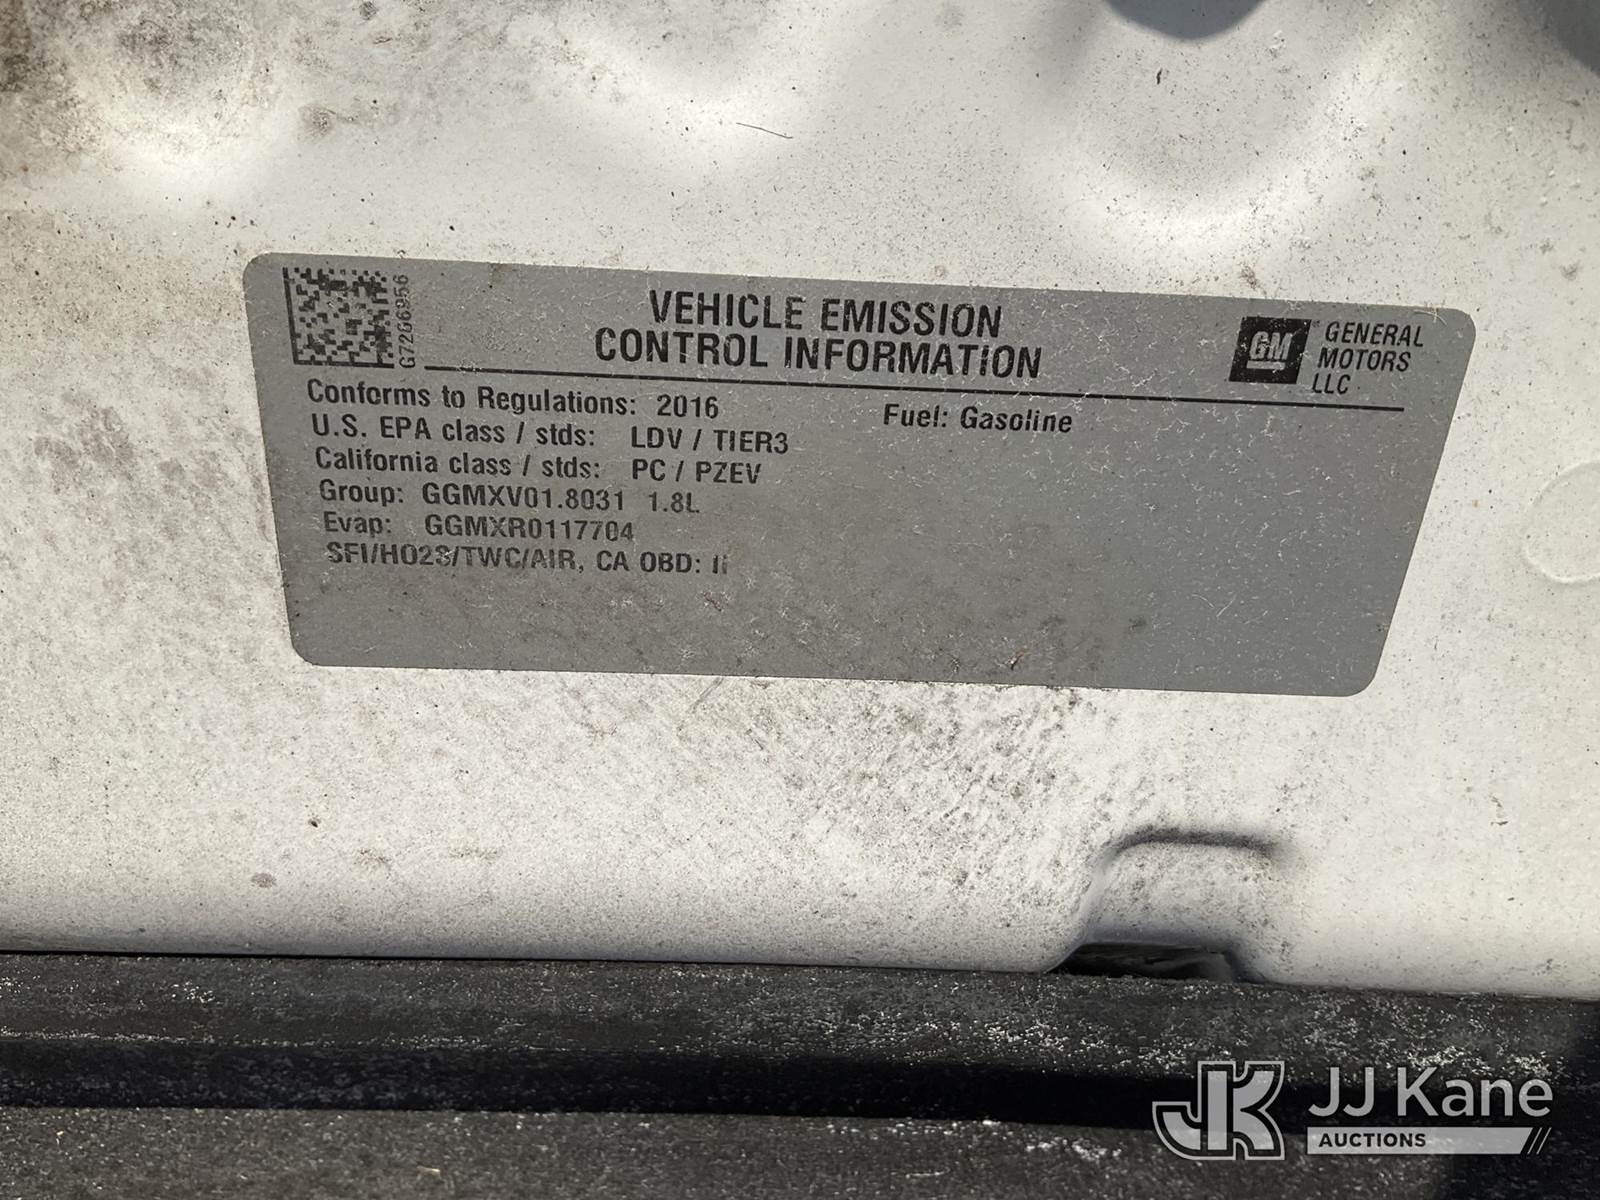 G7206956
VEHICLE EMISSION
CONTROL INFORMATION
GM
GENERAL
MOTORS
LLC
Conforms to Regulations: 2016
Fuel: Gasoline
U.S. EPA class / stds: LDV / TIER3
California class / stds: PC / PZEV
Group: GGMXV01.8031 1.8L
Evap: GGMXR0117704
SFI/HO2S/TWC/AIR, CA OBD: II
JK
JJ Kane
AUCTIONS